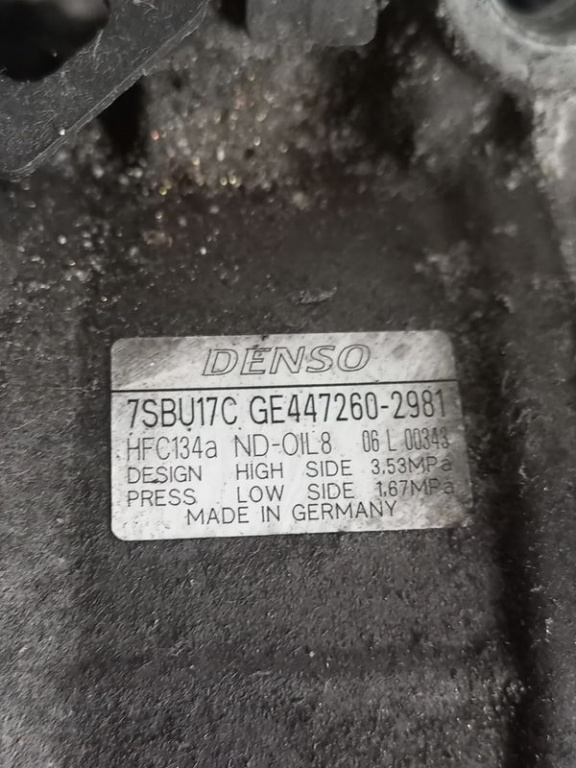 DENSO
7SBU17C GE447260-2981
HFC134a ND-OIL8 06 L 00343
DESIGN HIGH SIDE 3.53MPa
PRESS LOW SIDE 1.67MPa
MADE IN GERMANY